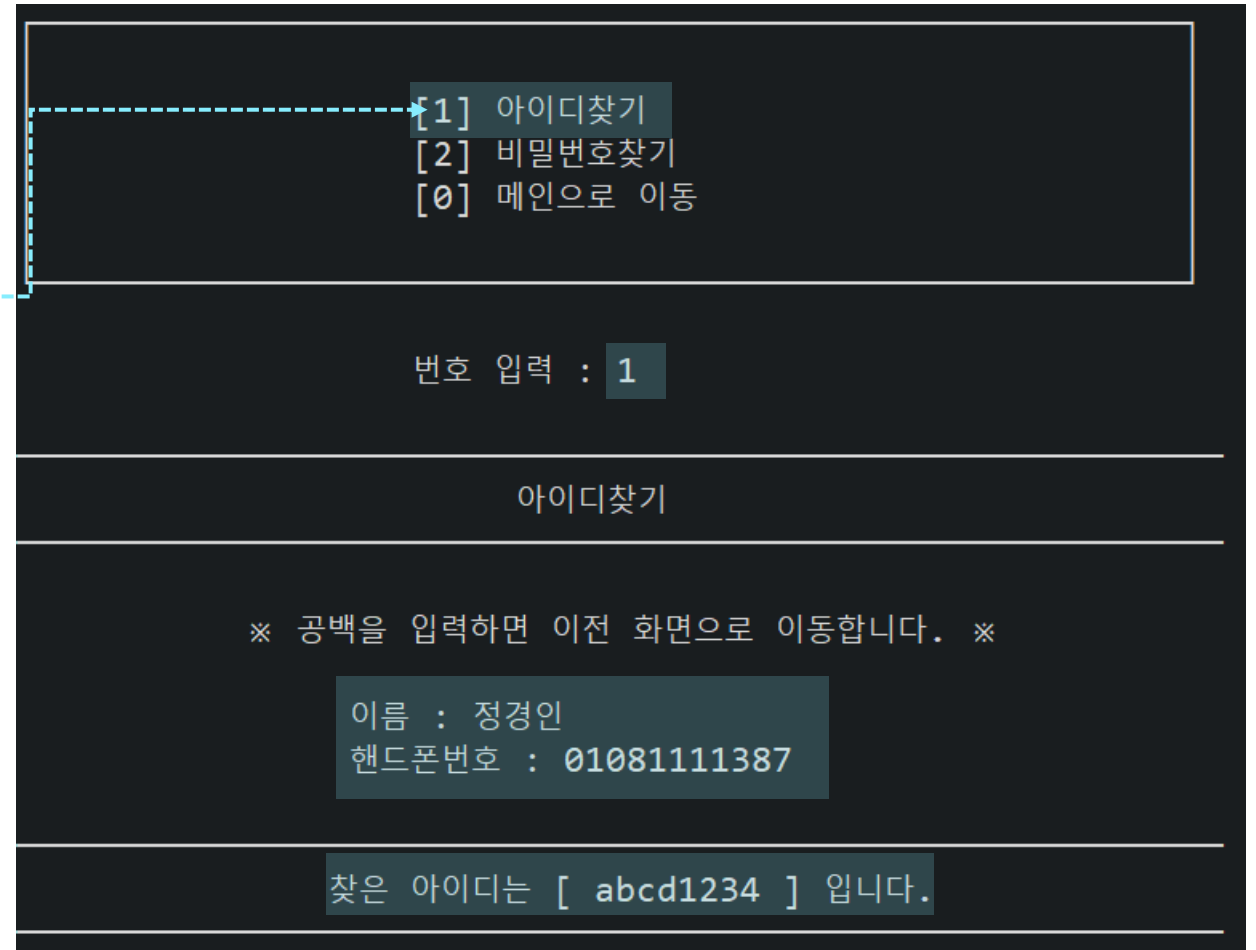 [1] 아이디찾기
[2] 비밀번호찾기
[0] 메인으로 이동
번호 입력 : 1
아이디찾기
※ 공백을 입력하면 이전 화면으로 이동합니다. ※
이름 : 정경인
핸드폰번호 : 01081111387
찾은 아이디는 [ abcd1234 ] 입니다.